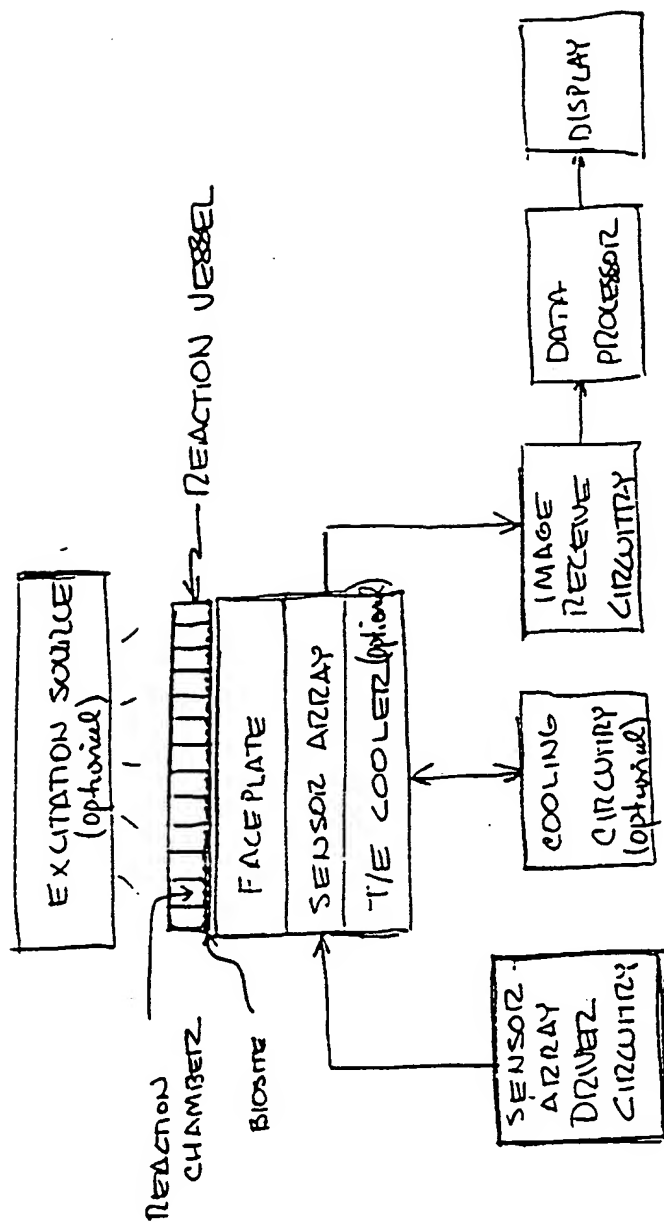 EXCITATION SOURCE
(optional)
REACTION VESSEL
REACTION
CHAMBER
BIOSITE
FACEPLATE
SENSOR ARRAY
T/E COOLER (optional)
SENSOR
ARRAY
DRIVER
CIRCUITRY
COOLING
CIRCUITRY
(optional)
IMAGE
RECEIVE
CIRCUITRY
DATA
PROCESSOR
DISPLAY